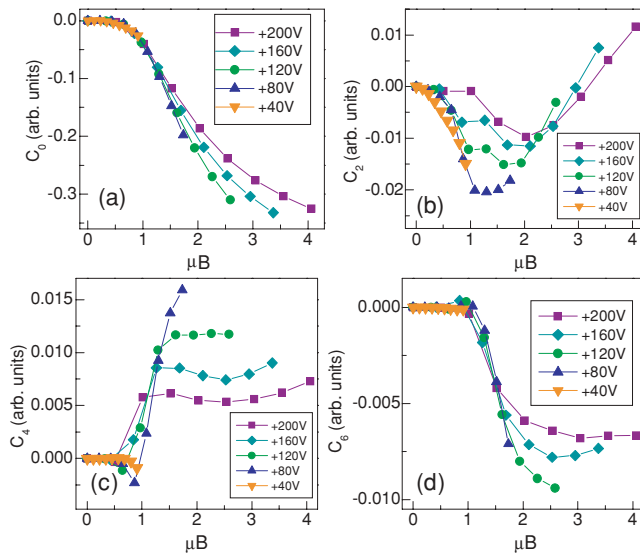 0.0
-0.1
-0.2
-0.3
C0 (arb. units)
+200V
+160V
+120V
+80V
+40V
(a)
0 1 2 3 4
μB
0.01
0.00
-0.01
-0.02
C2 (arb. units)
+200V
+160V
+120V
+80V
+40V
(b)
0 1 2 3 4
μB
0.015
0.010
0.005
0.000
C4 (arb. units)
+200V
+160V
+120V
+80V
+40V
(c)
0 1 2 3 4
μB
0.000
-0.005
-0.010
C6 (arb. units)
+200V
+160V
+120V
+80V
+40V
(d)
0 1 2 3 4
μB